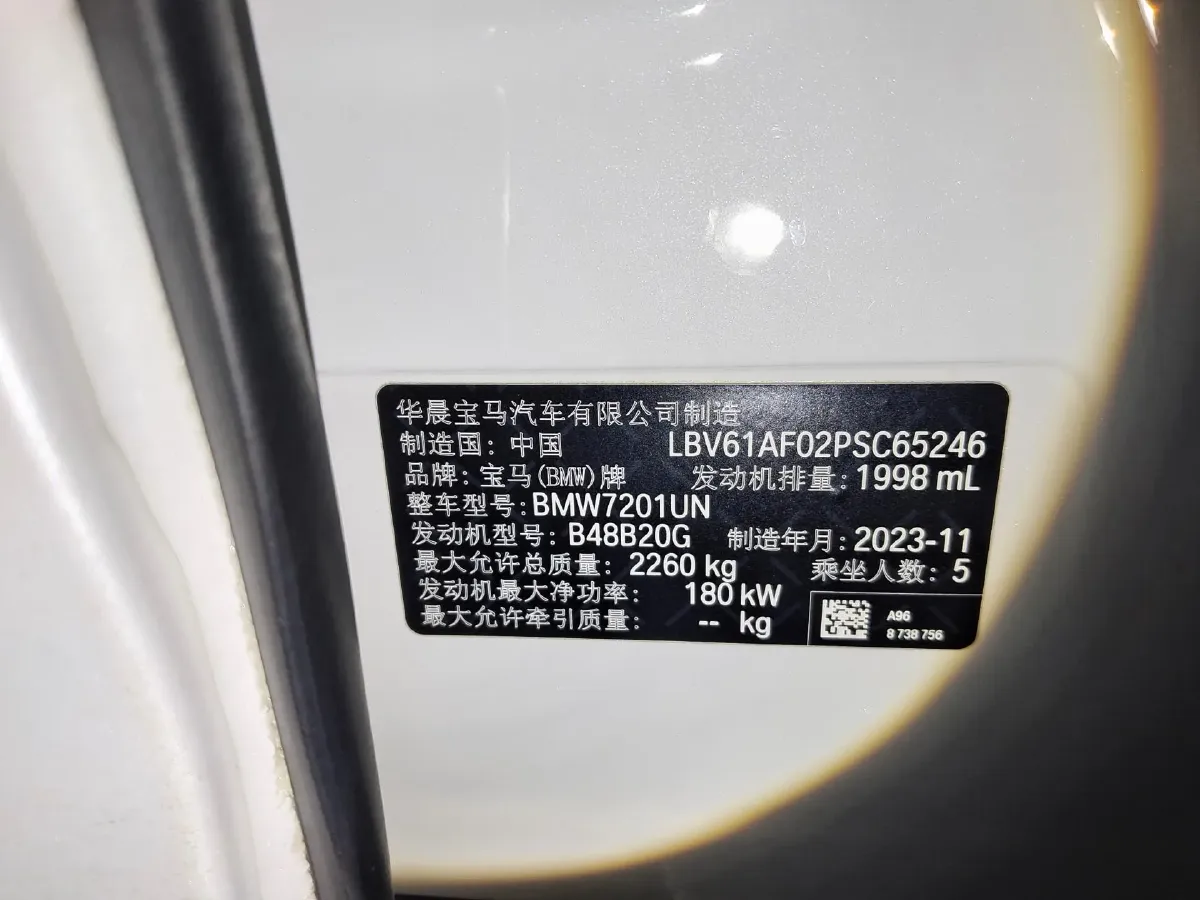 华晨宝马汽车有限公司制造
制造国：中国 LBV61AF02PSC65246
品牌：宝马(BMW)牌 发动机排量：1998 mL
整车型号：BMW7201UN
发动机型号：B48B20G 制造年月：2023-11
最大允许总质量：2260 kg 乘坐人数：5
发动机最大净功率：180 kW
最大允许牵引质量：-- kg
A96
8 738 756